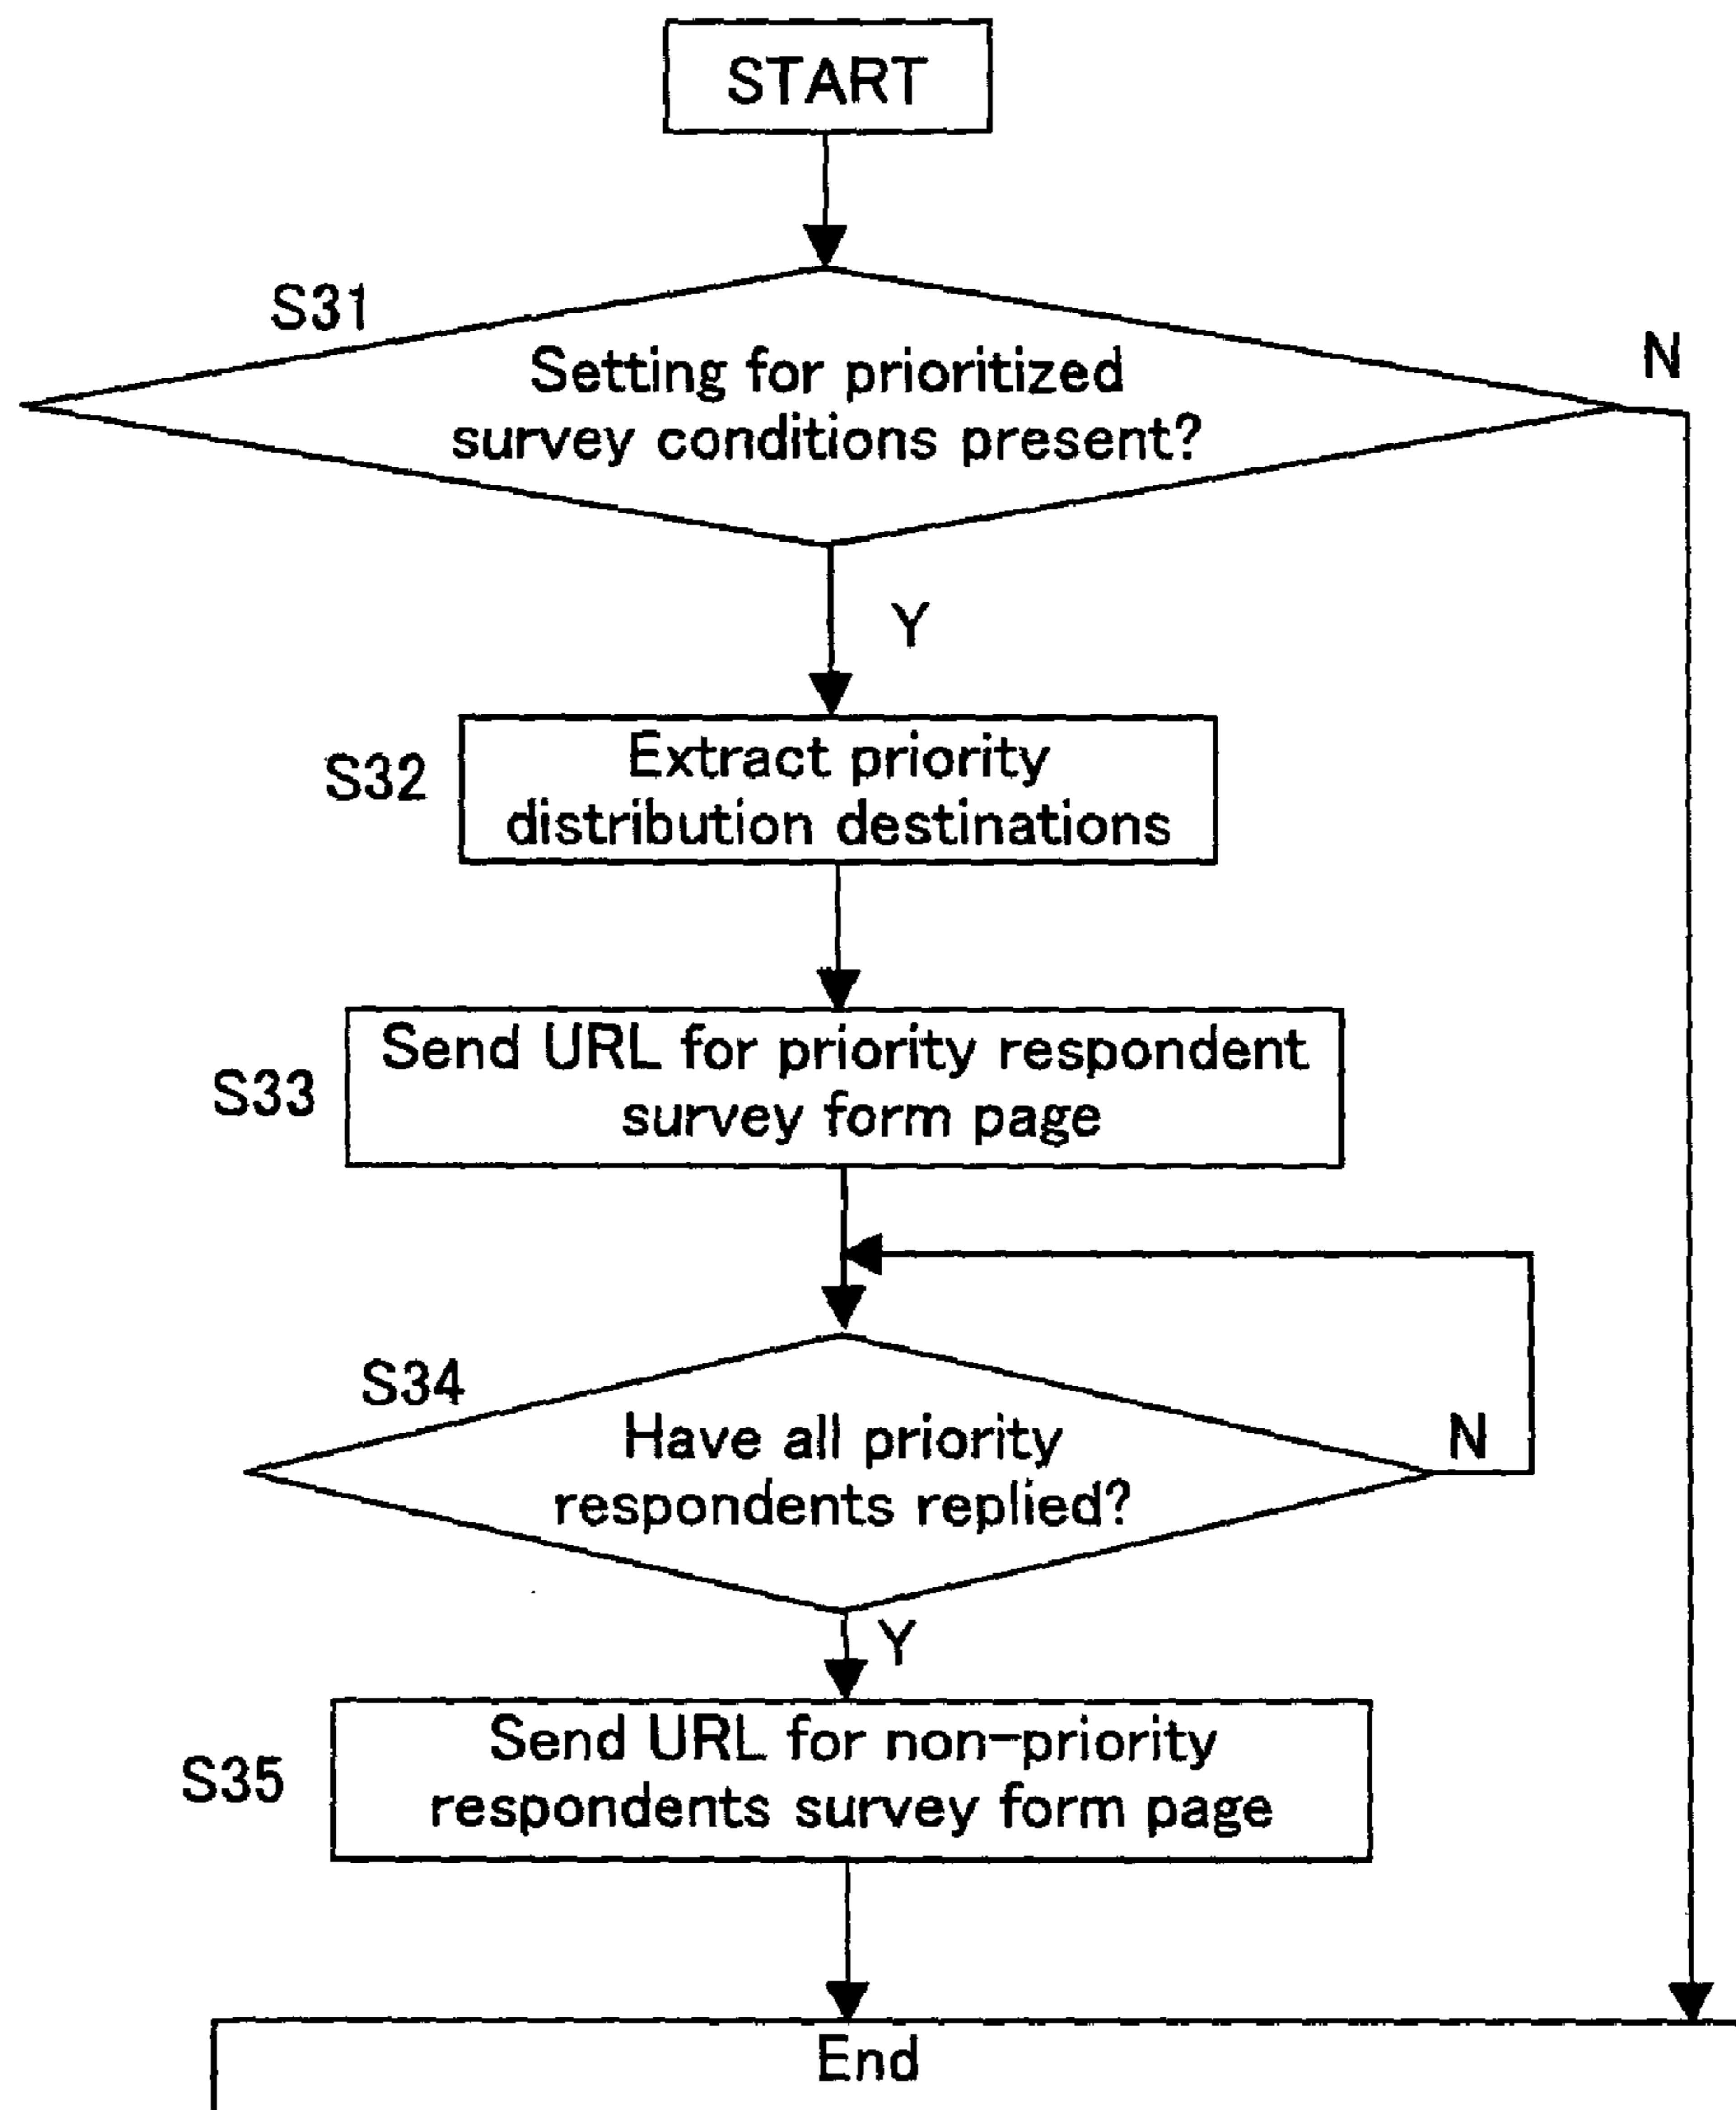 START
S31
N
Setting for prioritized
survey conditions present?
Y
S32
Extract priority
distribution destinations
S33
Send URL for priority respondent
survey form page
S34
Have all priority
respondents replied?
N
Y
S35
Send URL for non-priority
respondents survey form page
End